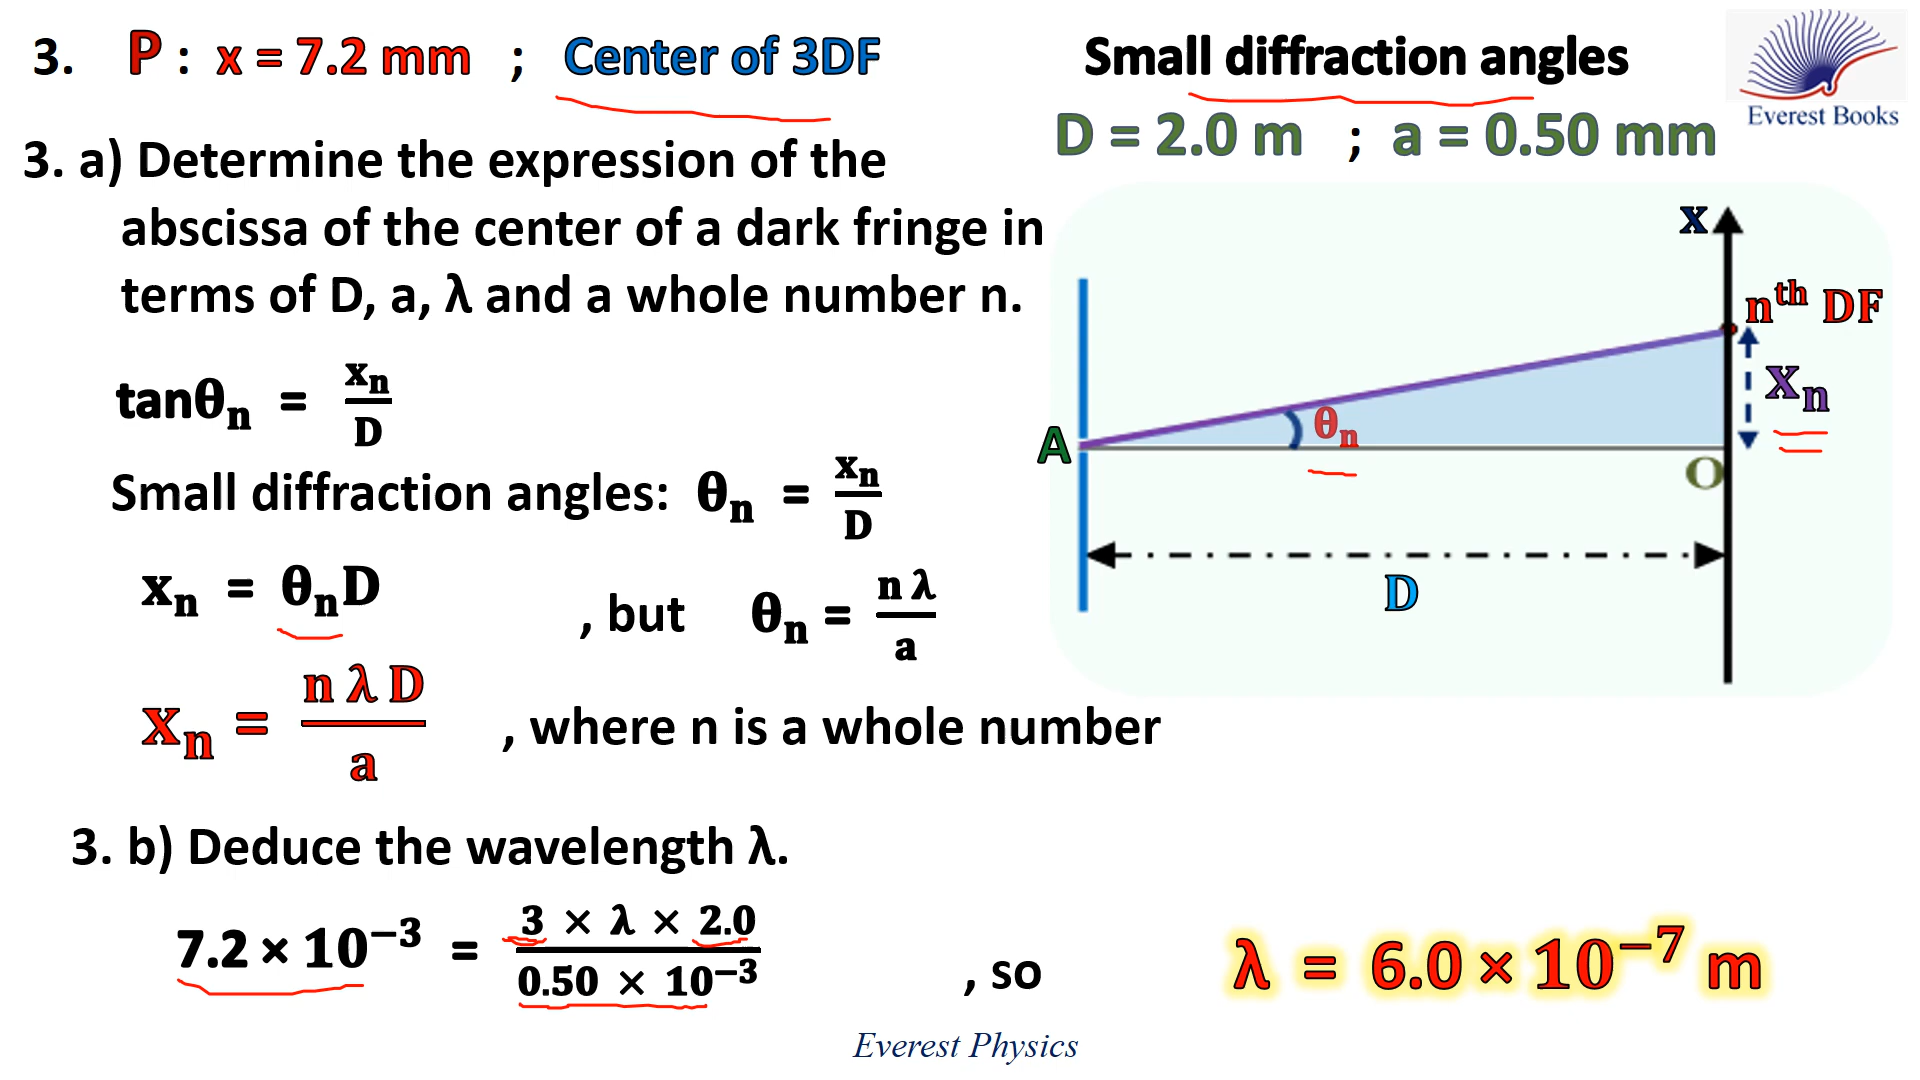 3. P : x = 7.2 mm ; Center of 3DF
Small diffraction angles
D = 2.0 m ; a = 0.50 mm
Everest Books
3. a) Determine the expression of the
abscissa of the center of a dark fringe in
terms of D, a, λ and a whole number n.
tanθₙ = xₙ/D
Small diffraction angles: θₙ = xₙ/D
xₙ = θₙD , but θₙ = n λ/a
xₙ = n λ D/a , where n is a whole number
x
nᵗʰ DF
xₙ
A
θₙ
O
D
3. b) Deduce the wavelength λ.
7.2 × 10⁻³ = 3 × λ × 2.0/0.50 × 10⁻³ , so λ = 6.0 × 10⁻⁷ m
Everest Physics